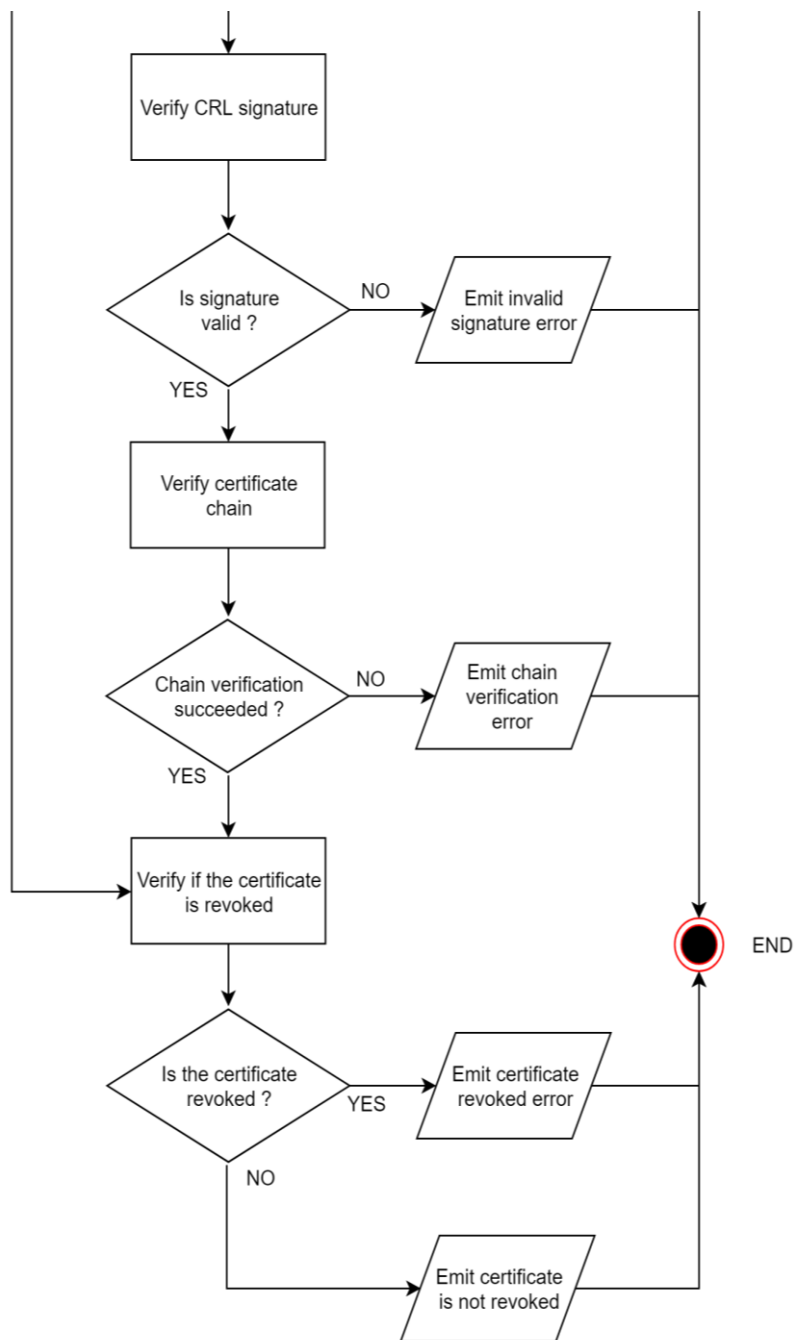 Verify CRL signature
Is signature
valid ?
NO
Emit invalid
signature error
YES
Verify certificate
chain
Chain verification
succeeded ?
NO
Emit chain
verification
error
YES
Verify if the certificate
is revoked
END
Is the certificate
revoked ?
YES
Emit certificate
revoked error
NO
Emit certificate
is not revoked